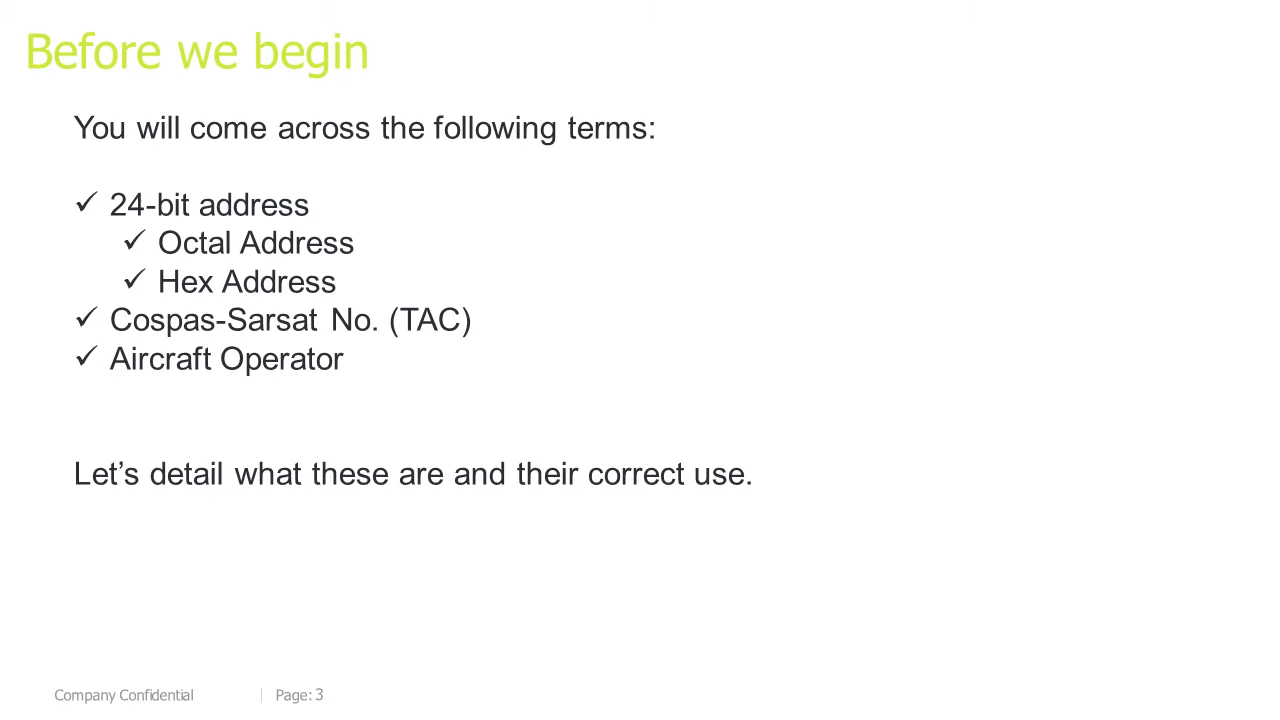 Before we begin
You will come across the following terms:
✓ 24-bit address
✓ Octal Address
✓ Hex Address
✓ Cospas-Sarsat No. (TAC)
✓ Aircraft Operator
Let’s detail what these are and their correct use.
Company Confidential | Page: 3